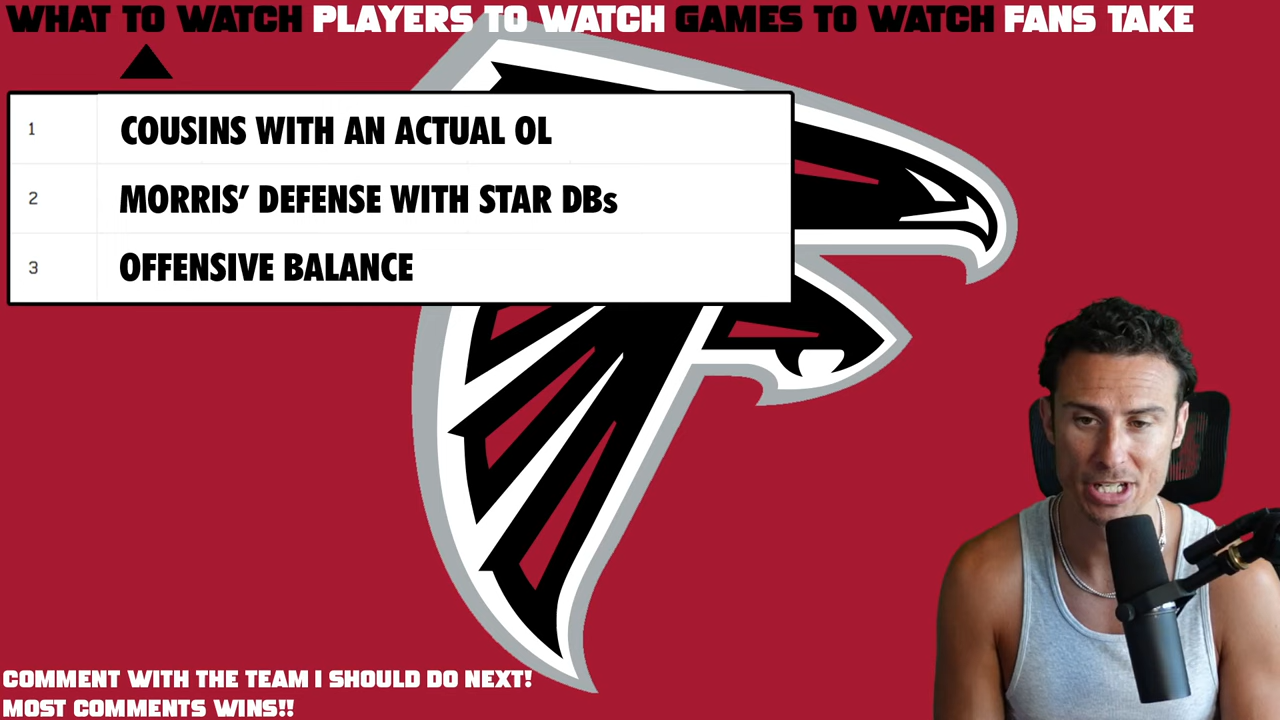 WHAT TO WATCH PLAYERS TO WATCH GAMES TO WATCH FANS TAKE
1 COUSINS WITH AN ACTUAL OL
2 MORRIS' DEFENSE WITH STAR DBs
3 OFFENSIVE BALANCE
COMMENT WITH THE TEAM I SHOULD DO NEXT!
MOST COMMENTS WINS!!